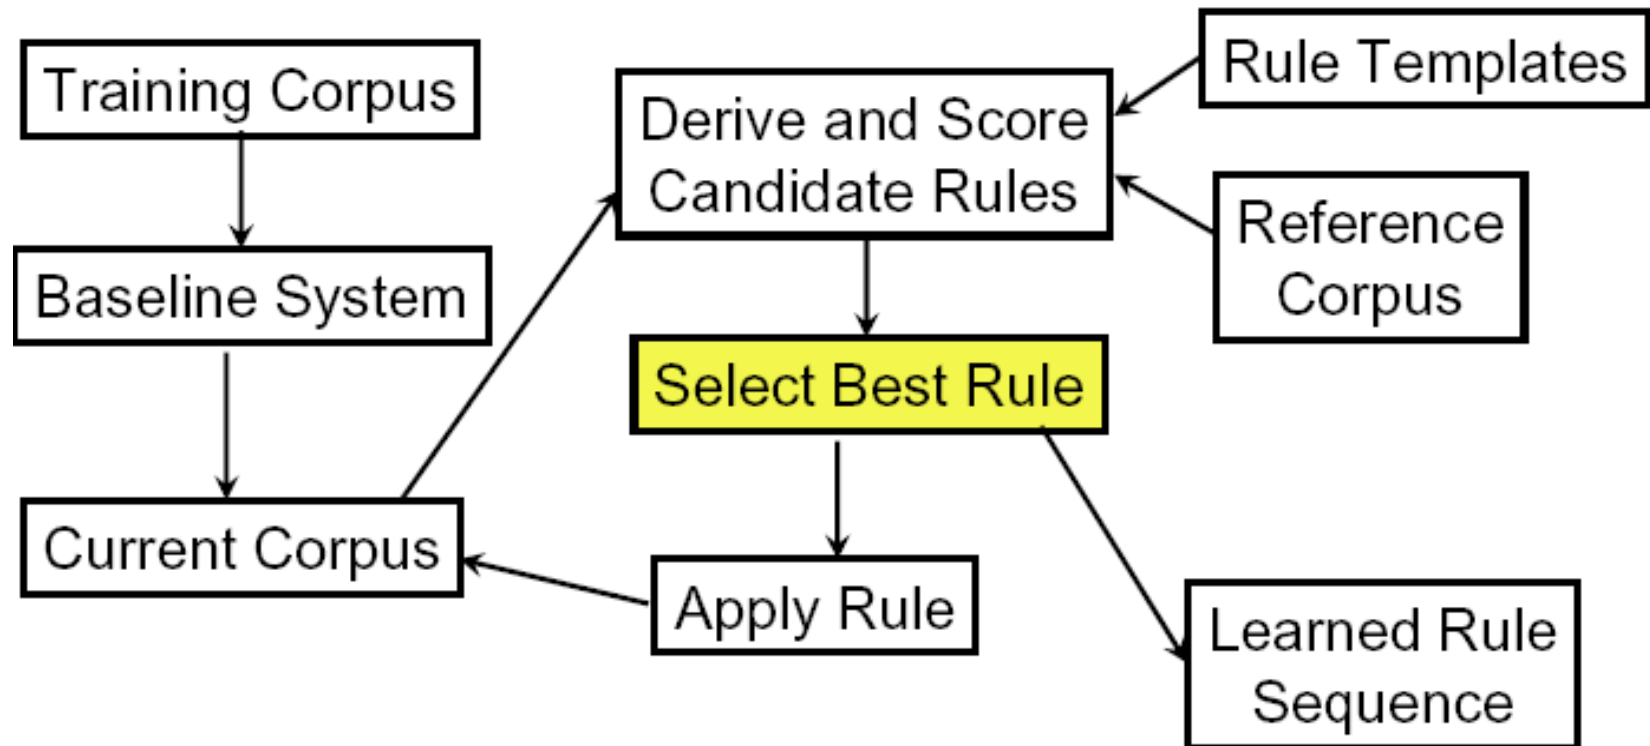 Training Corpus
Baseline System
Current Corpus
Derive and Score
Candidate Rules
Select Best Rule
Apply Rule
Rule Templates
Reference
Corpus
Learned Rule
Sequence